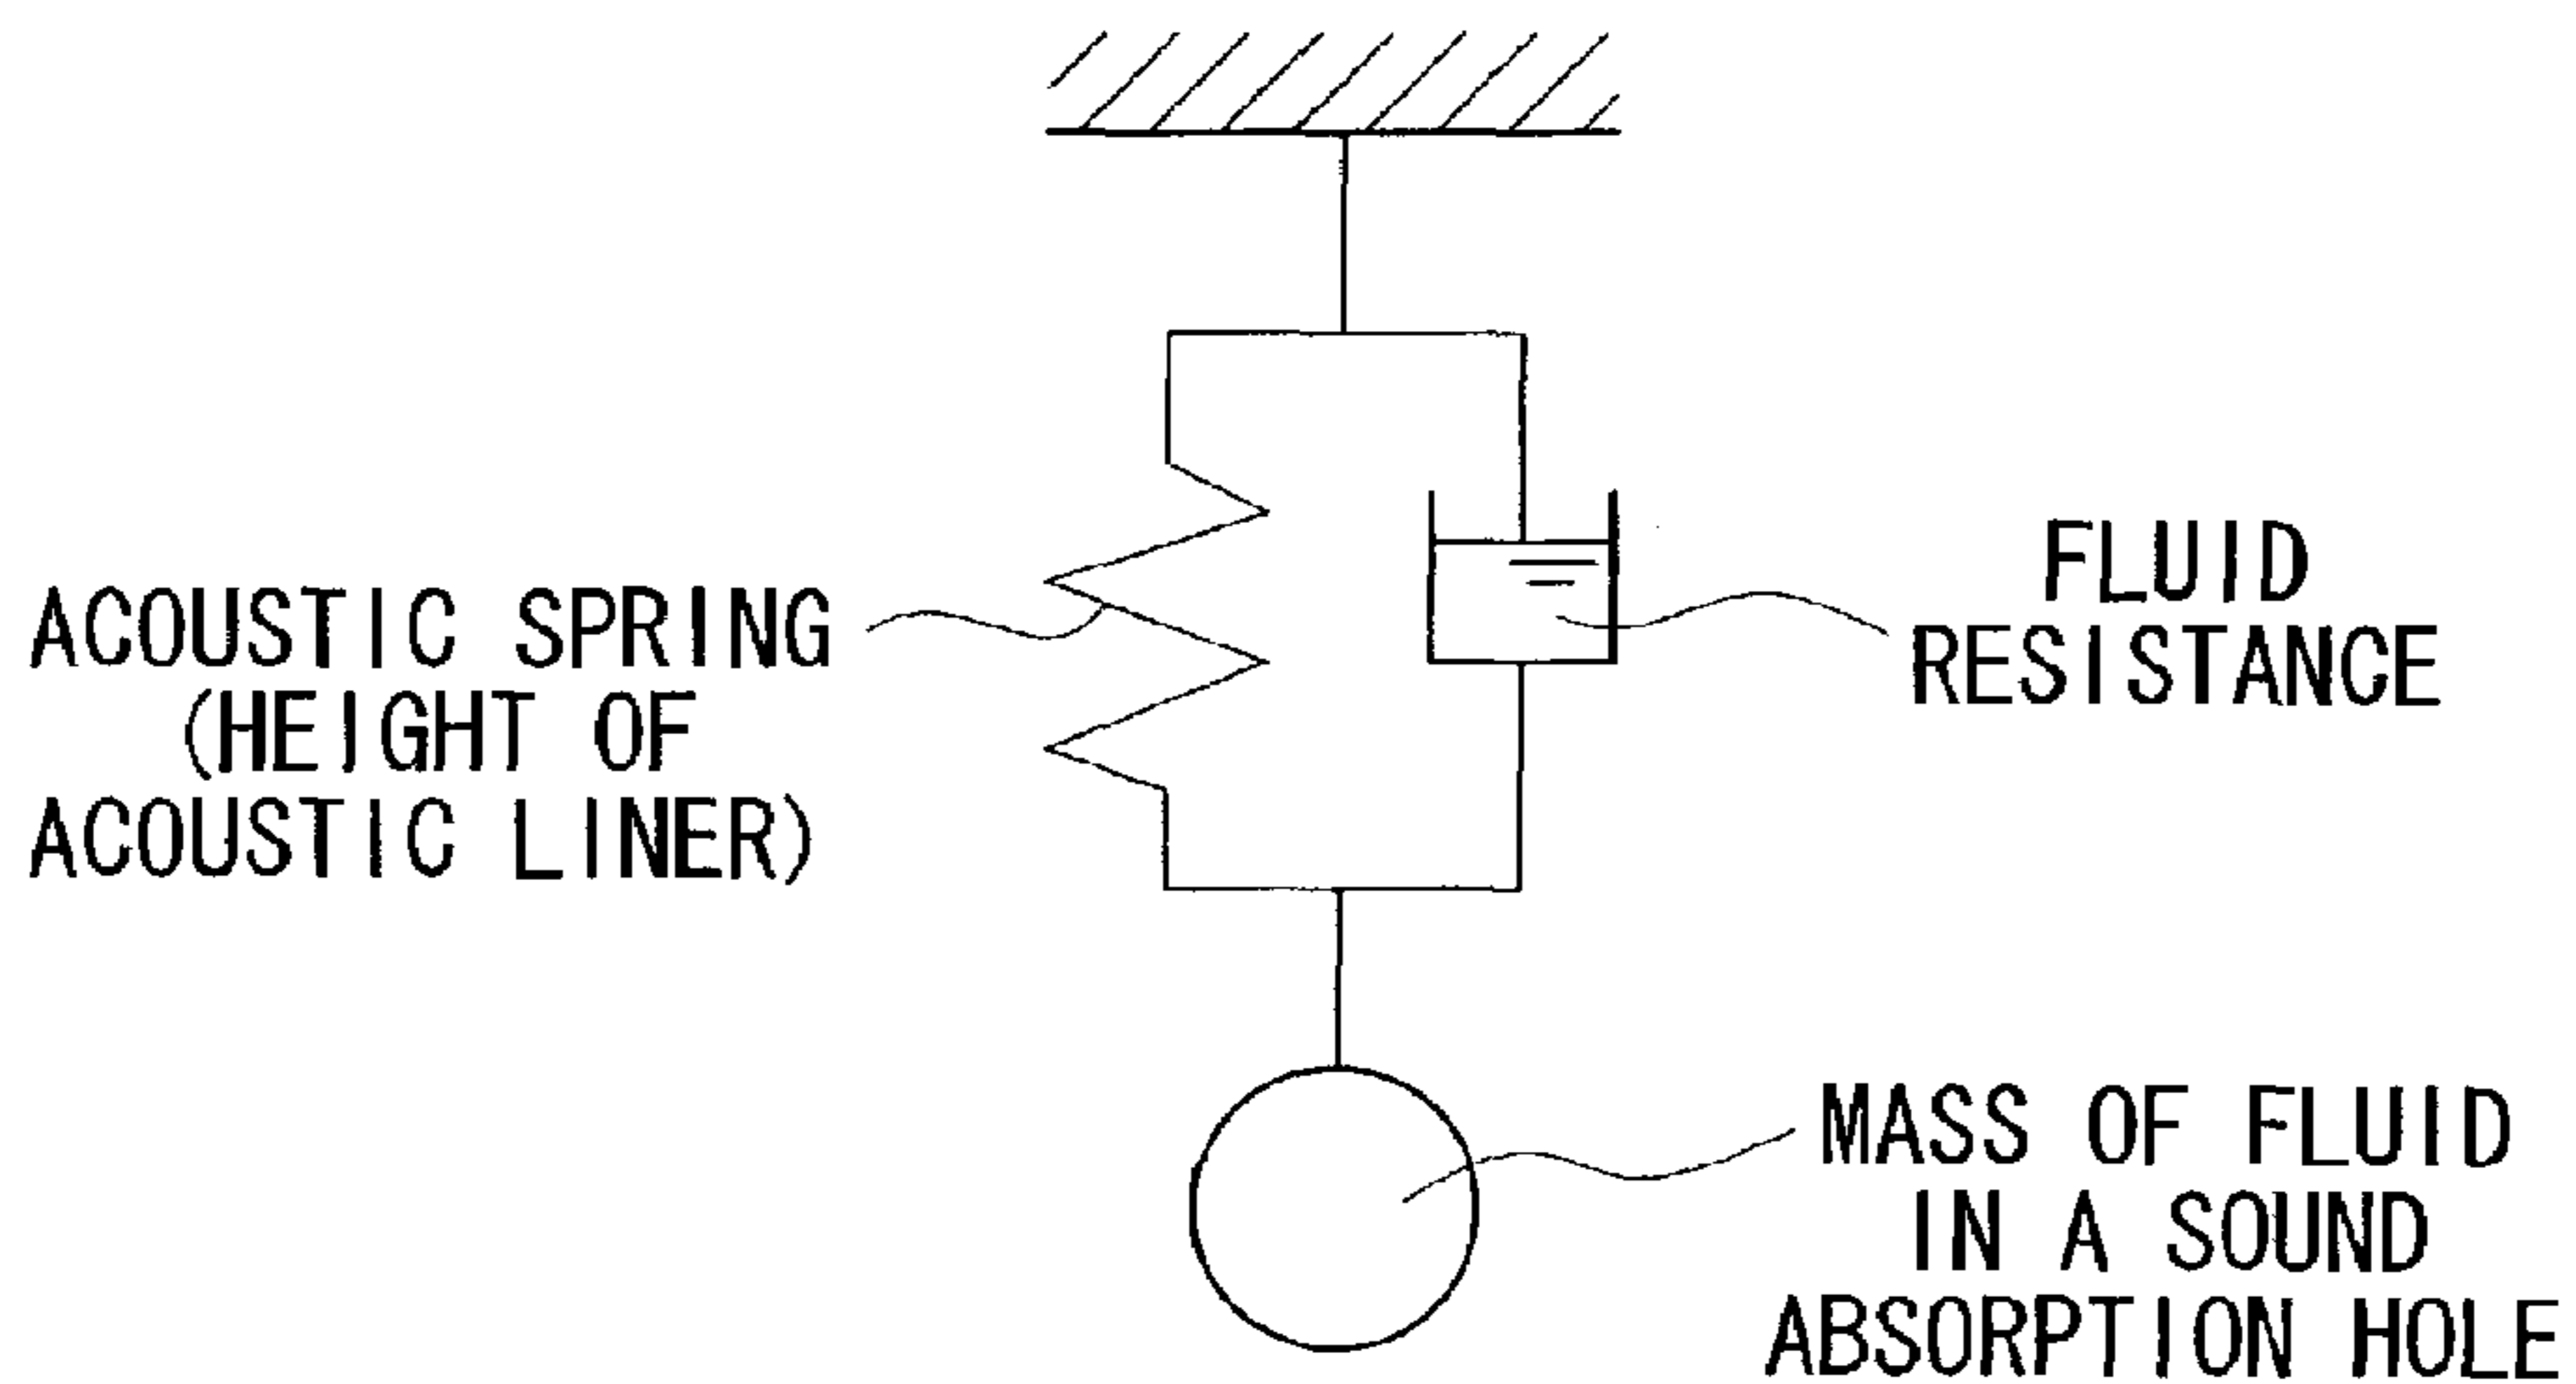 ACOUSTIC SPRING
(HEIGHT OF
ACOUSTIC LINER)
FLUID
RESISTANCE
MASS OF FLUID
IN A SOUND
ABSORPTION HOLE